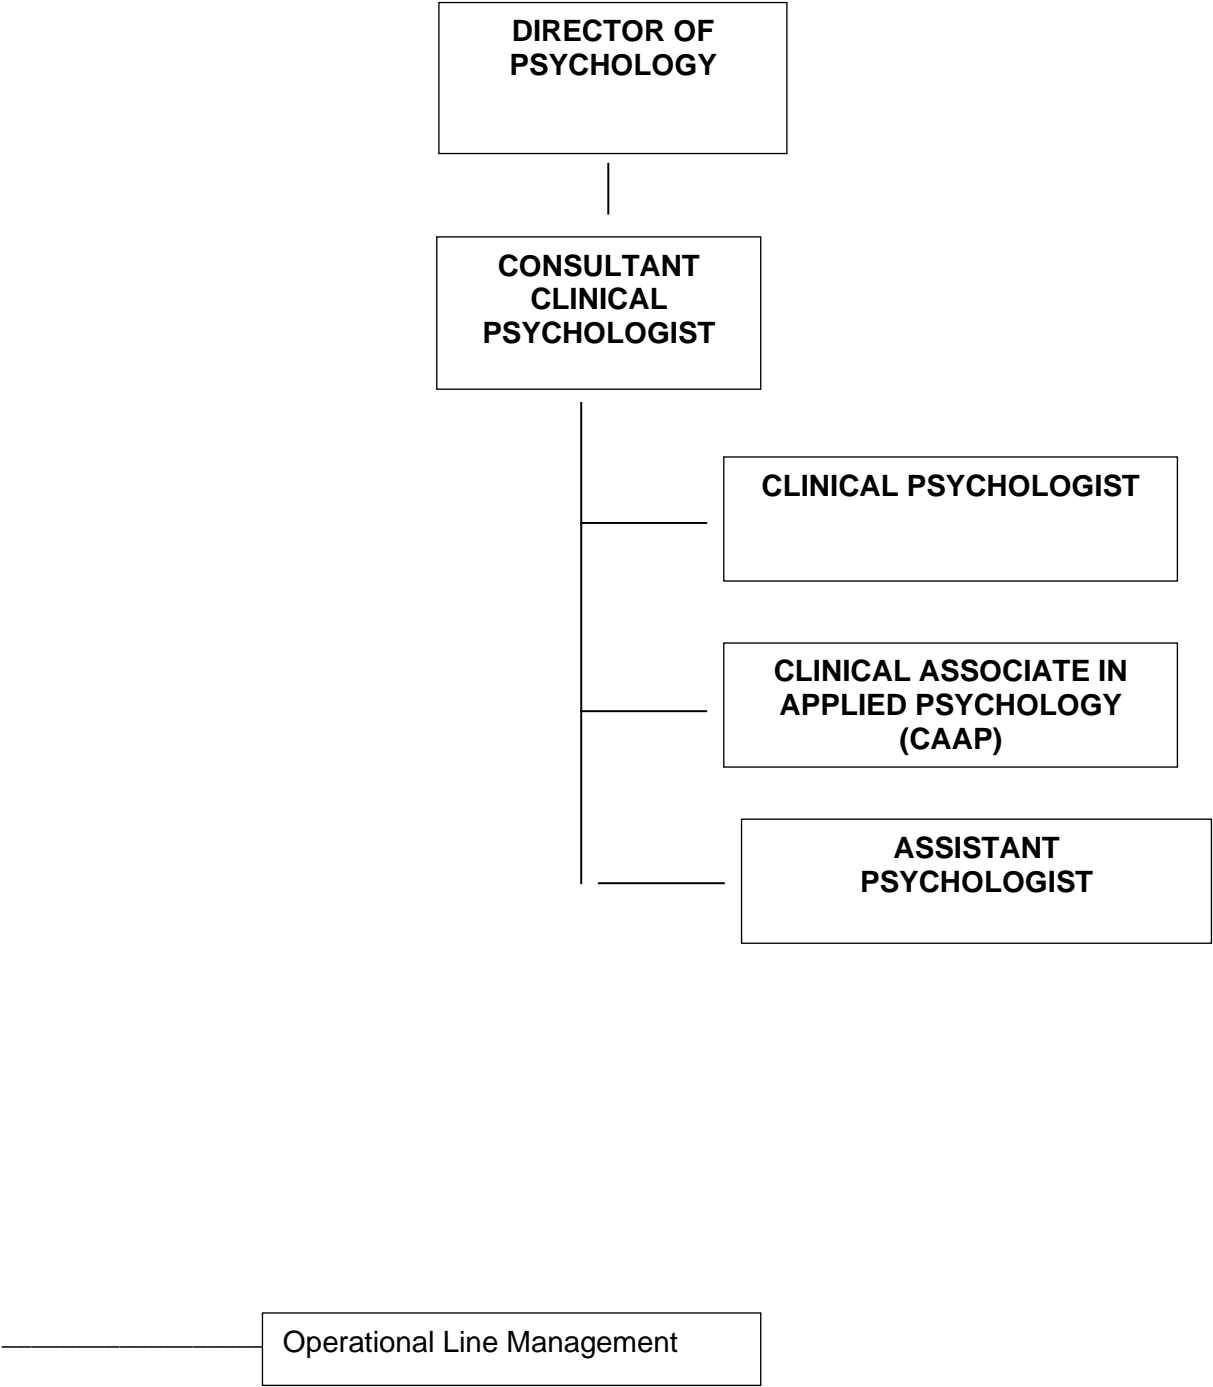 DIRECTOR OF
PSYCHOLOGY
CONSULTANT
CLINICAL
PSYCHOLOGIST
CLINICAL PSYCHOLOGIST
CLINICAL ASSOCIATE IN
APPLIED PSYCHOLOGY
(CAAP)
ASSISTANT
PSYCHOLOGIST
Operational Line Management